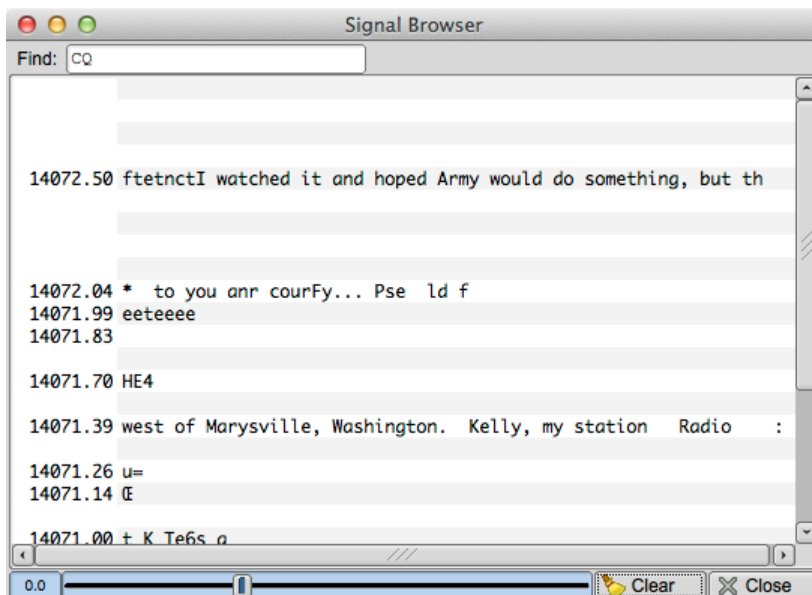 Signal Browser
Find: CQ
14072.50 ftetnctI watched it and hoped Army would do something, but th
14072.04 * to you anr courFy... Pse ld f
14071.99 eeteeee
14071.83
14071.70 HE4
14071.39 west of Marysville, Washington. Kelly, my station Radio :
14071.26 u=
14071.14 Œ
14071.00 t K Te6s a
0.0 Clear Close